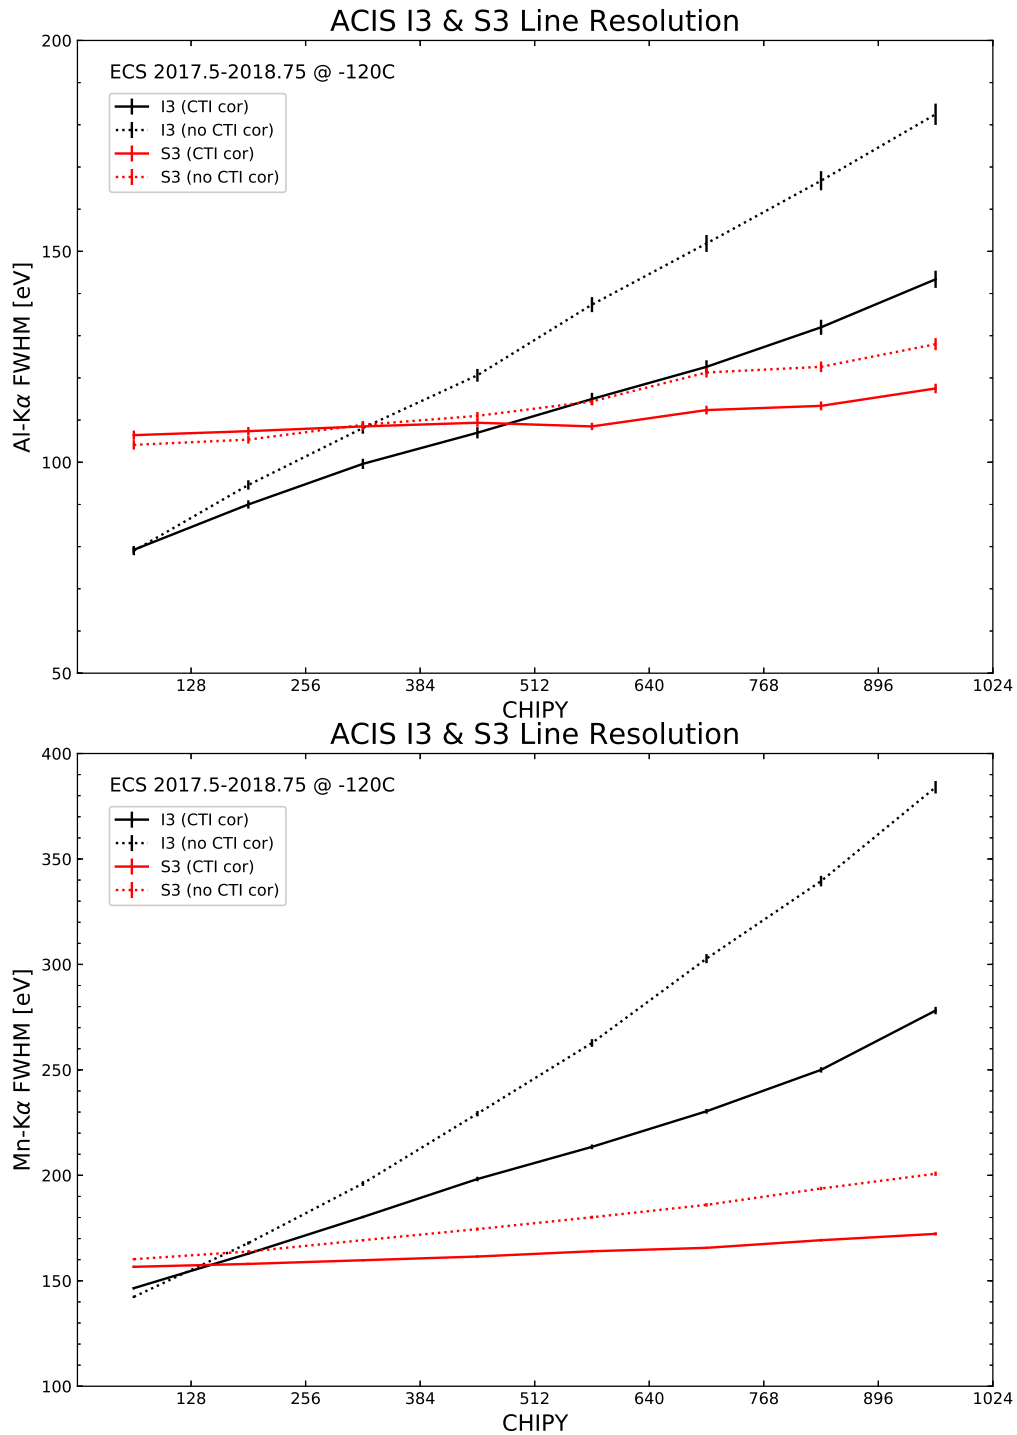 ACIS I3 & S3 Line Resolution
200
ECS 2017.5-2018.75 @ -120C
I3 (CTI cor)
I3 (no CTI cor)
S3 (CTI cor)
S3 (no CTI cor)
150
Al-Kα FWHM [eV]
100
50
128 256 384 512 640 768 896 1024
CHIPY
ACIS I3 & S3 Line Resolution
400
ECS 2017.5-2018.75 @ -120C
I3 (CTI cor)
I3 (no CTI cor)
S3 (CTI cor)
S3 (no CTI cor)
350
300
Mn-Kα FWHM [eV]
250
200
150
100
128 256 384 512 640 768 896 1024
CHIPY